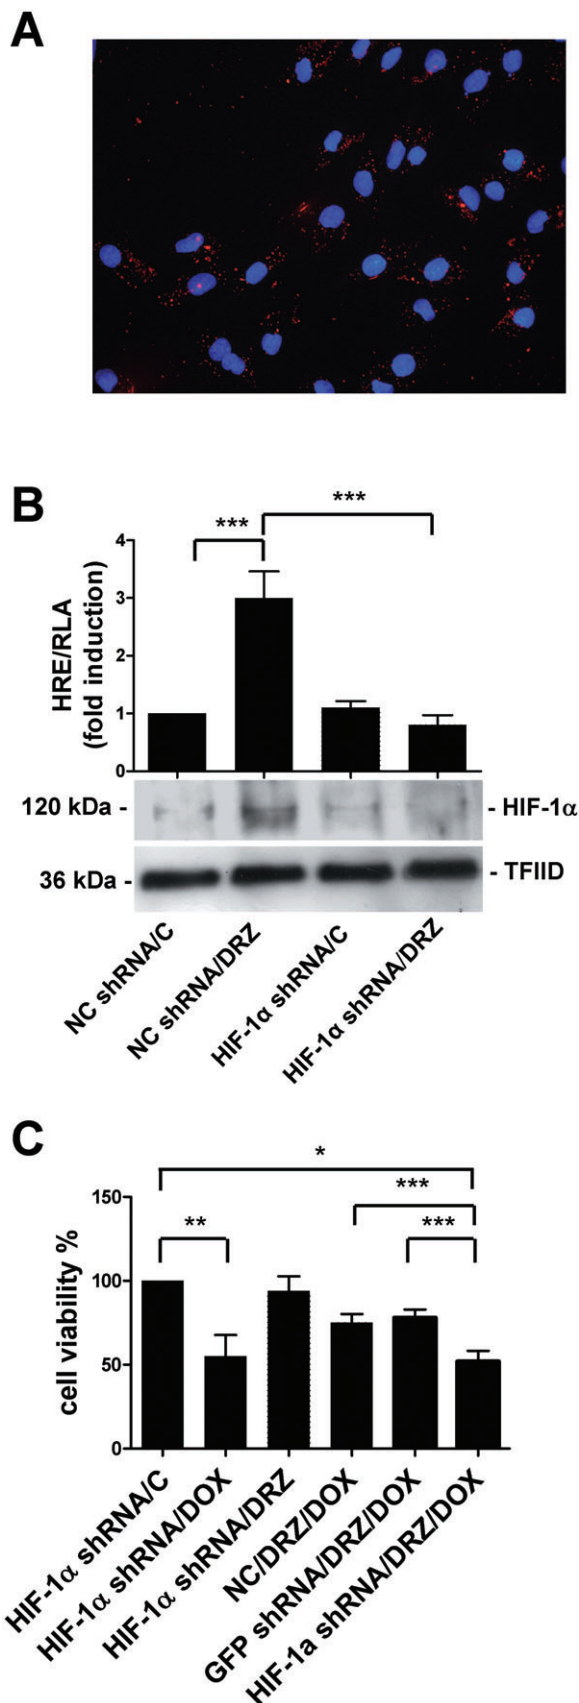 A
B
***
***
4
3
2
1
0
HRE/RLA
(fold induction)
120 kDa -
- HIF-1α
36 kDa -
- TFIID
NC shRNA/C
NC shRNA/DRZ
HIF-1α shRNA/C
HIF-1α shRNA/DRZ
C
*
***
**
***
150
100
50
0
cell viability %
HIF-1α shRNA/C
HIF-1α shRNA/DOX
HIF-1α shRNA/DRZ
NC/DRZ/DOX
GFP shRNA/DRZ/DOX
HIF-1a shRNA/DRZ/DOX